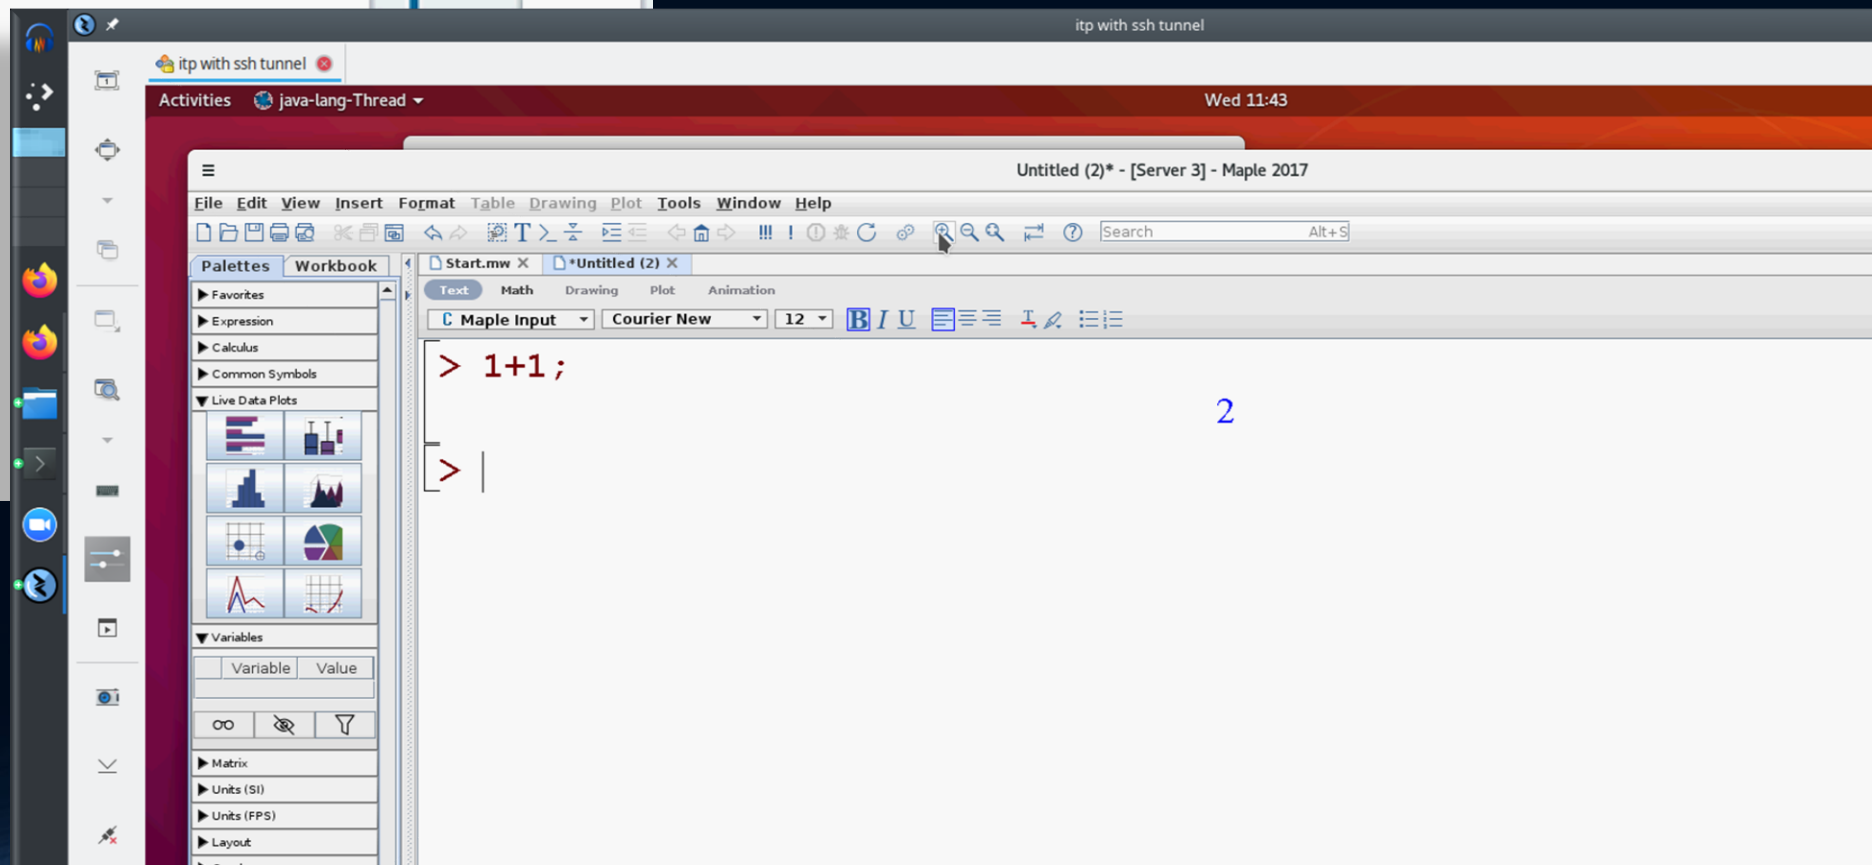 itp with ssh tunnel
itp with ssh tunnel
Activities java-lang-Thread Wed 11:43
Untitled (2)* - [Server 3] - Maple 2017
File Edit View Insert Format Table Drawing Plot Tools Window Help
Search Alt+S
Palettes Workbook Start.mw *Untitled (2)
Text Math Drawing Plot Animation
C Maple Input Courier New 12 B I U
Favorites
Expression
Calculus
Common Symbols
Live Data Plots
> 1+1;
2
>
Variables
Variable Value
Matrix
Units (SI)
Units (FPS)
Layout